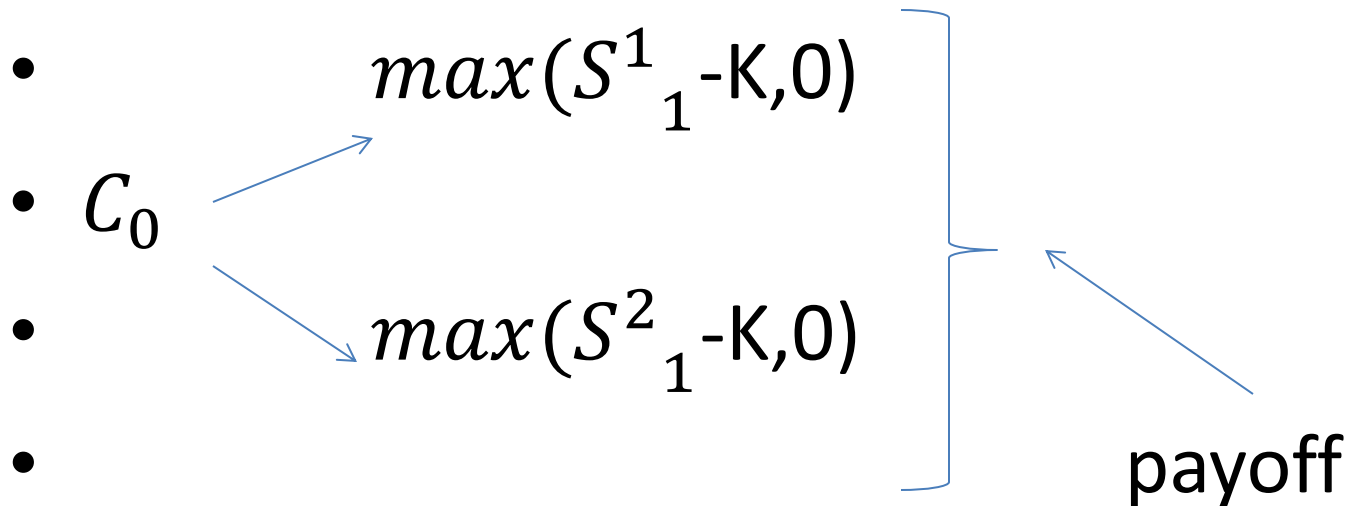 • 𝑚𝑎𝑥(𝑆¹₁-K,0)
• 𝐶₀
• 𝑚𝑎𝑥(𝑆²₁-K,0)
• payoff